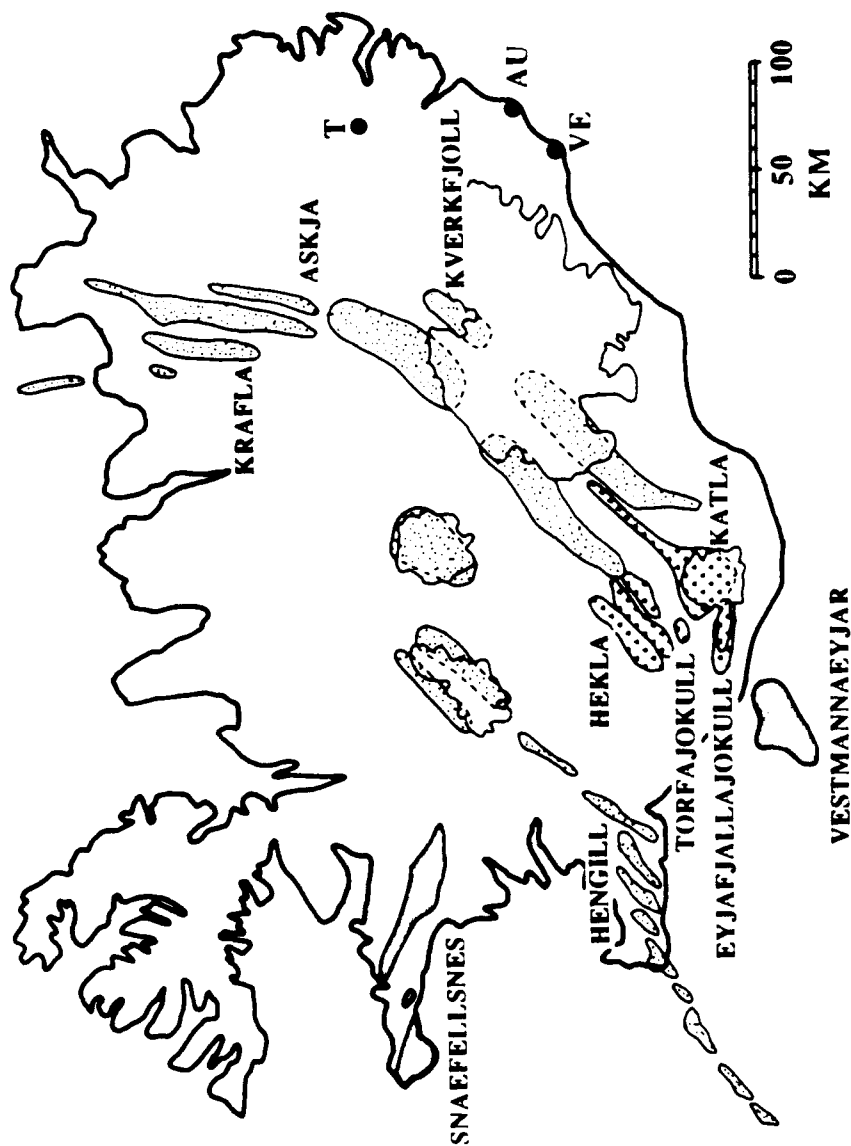 T
AU
VE
ASKJA
KVERKFJOLL
KRAFLA
KATLA
HEKLA
TORFAJOKULL
EYJAFJALLAJOKULL
VESTMANNAEYJAR
HENGILL
SNAEFELLSNES
0 50 100
KM